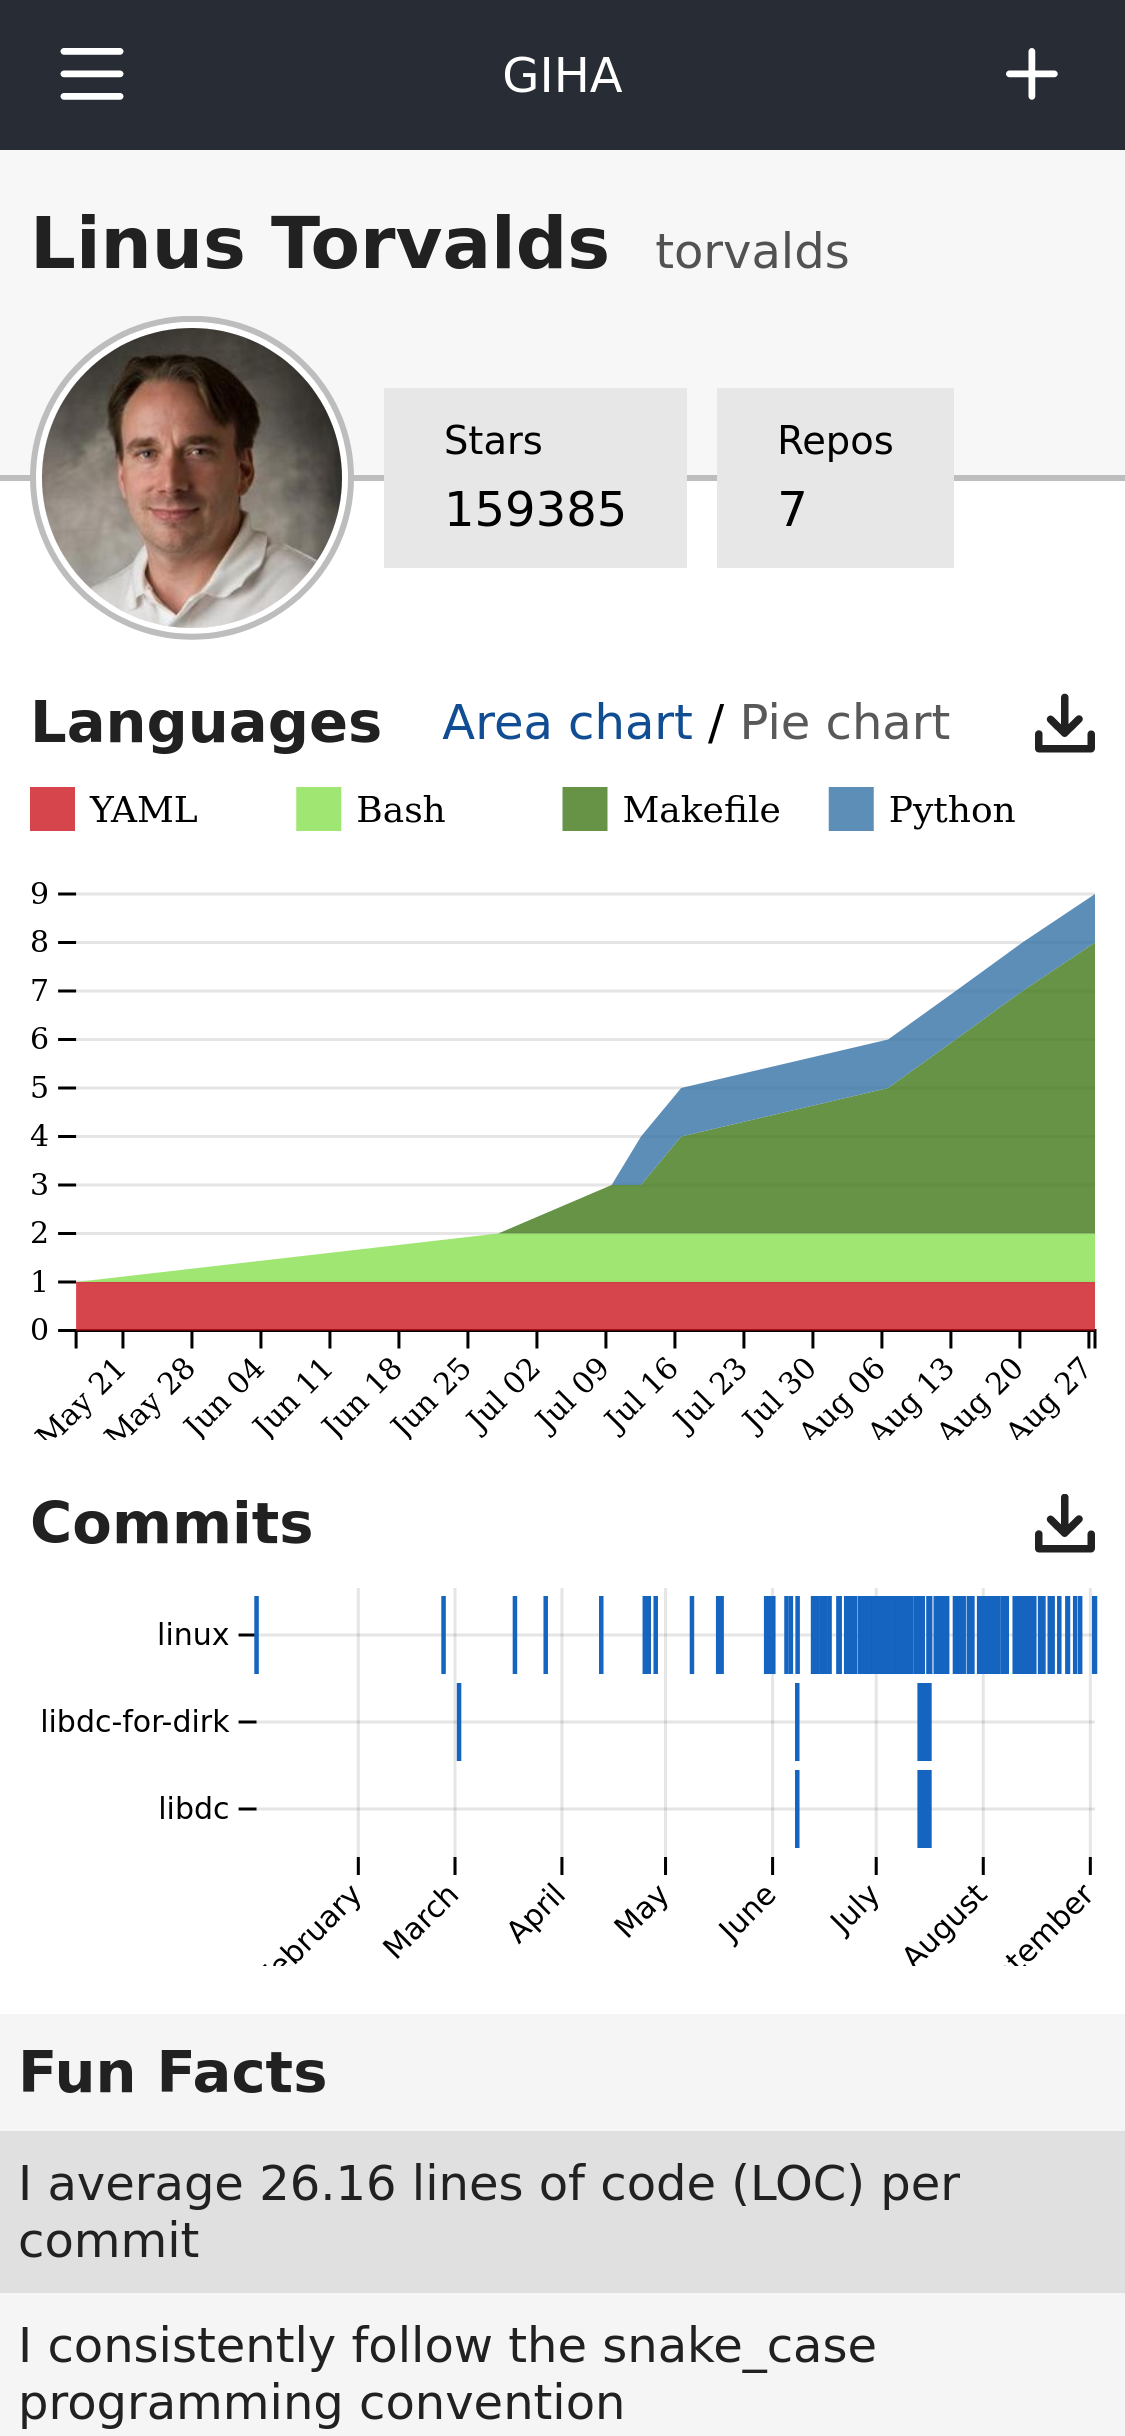 GIHA
Linus Torvalds torvalds
Stars
159385
Repos
7
Languages Area chart / Pie chart
YAML Bash Makefile Python
9
8
7
6
5
4
3
2
1
0
May 21 May 28 Jun 04 Jun 11 Jun 18 Jun 25 Jul 02 Jul 09 Jul 16 Jul 23 Jul 30 Aug 06 Aug 13 Aug 20 Aug 27
Commits
linux
libdc-for-dirk
libdc
ebruary March April May June July August tember
Fun Facts
I average 26.16 lines of code (LOC) per
commit
I consistently follow the snake_case
programming convention